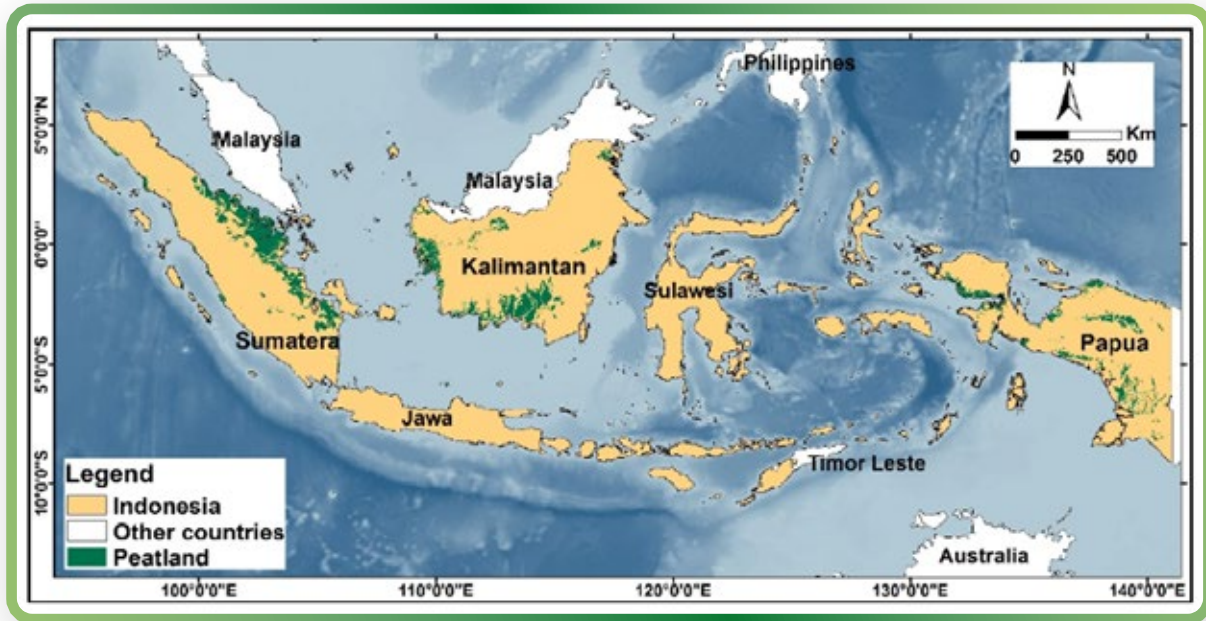 Philippines
N
Km
0 250 500
Malaysia
Malaysia
Kalimantan
Sulawesi
Sumatera
Papua
Jawa
Timor Leste
Australia
Legend
Indonesia
Other countries
Peatland
5°0'0"N
0°0'0"
5°0'0"S
10°0'0"S
100°0'0"E 110°0'0"E 120°0'0"E 130°0'0"E 140°0'0"E